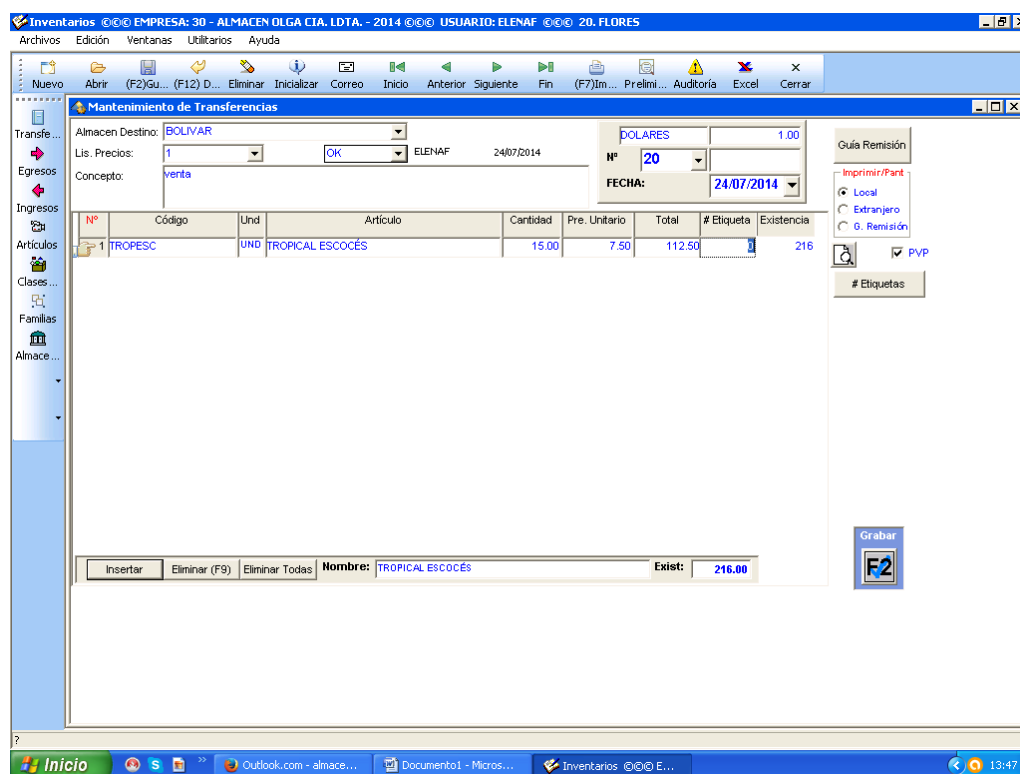 Inventarios ©©© EMPRESA: 30 - ALMACEN OLGA CIA. LDTA. - 2014 ©©© USUARIO: ELENAF ©©© 20. FLORES
Archivos Edición Ventanas Utilitarios Ayuda
Nuevo Abrir (F2)Gu... (F12) D... Eliminar Inicializar Correo Inicio Anterior Siguiente Fin (F7)Im... Prelimi... Auditoría Excel Cerrar
Transfe...
Egresos
Ingresos
Artículos
Clases...
Familias
Almace...
Mantenimiento de Transferencias
Almacen Destino: BOLIVAR
Lis. Precios: 1 OK ELENAF 24/07/2014
Concepto: venta
DOLARES 1.00
Nº 20
FECHA: 24/07/2014
Guía Remisión
Imprimir/Pant
Local
Extranjero
G. Remisión
PVP
# Etiquetas
Nº Código Und Artículo Cantidad Pre. Unitario Total # Etiqueta Existencia
1 TROPESC UND TROPICAL ESCOCÉS 15.00 7.50 112.50 0 216
Grabar
F2
Insertar Eliminar (F9) Eliminar Todas Nombre: TROPICAL ESCOCÉS Exist: 216.00
?
Inicio S » Outlook.com - almace... Documento1 - Micros... Inventarios ©©© E... 13:47